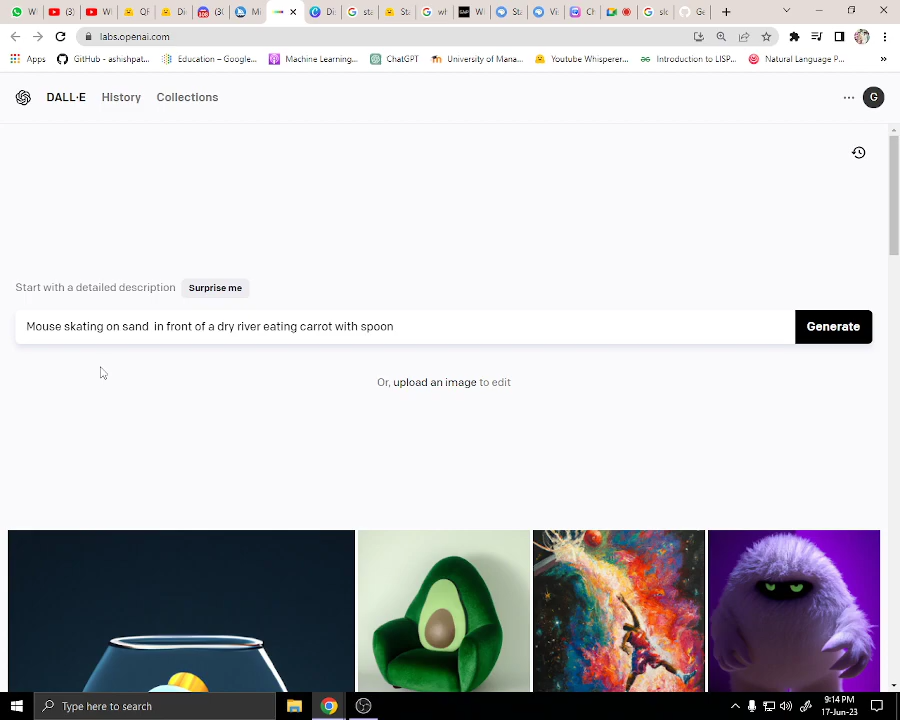 (3)
(3(
labs.openai.com
Apps
GitHub - ashishpat...
Education – Google...
Machine Learning...
ChatGPT
University of Mana...
Youtube Whisperer...
Introduction to LISP...
Natural Language P...
»
DALL·E
History
Collections
G
Start with a detailed description
Surprise me
Mouse skating on sand  in front of a dry river eating carrot with spoon
Generate
Or, upload an image to edit
Type here to search
9:14 PM
17-Jun-23